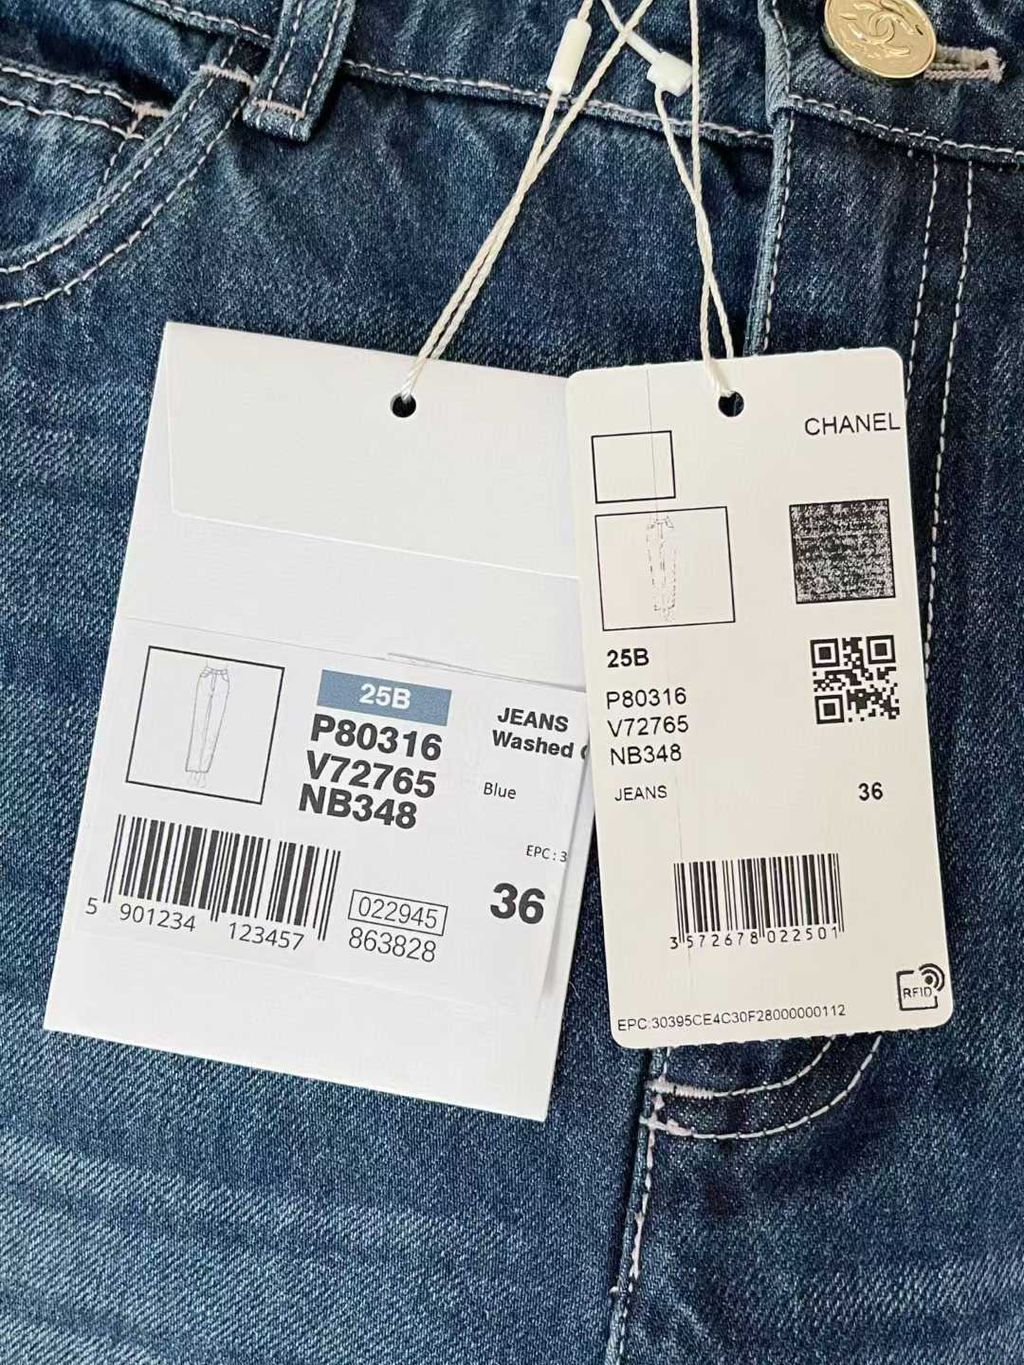 25B
P80316
V72765
NB348
JEANS
Washed
Blue
EPC: 3
36
5 901234 123457
022945
863828
CHANEL
25B
P80316
V72765
NB348
JEANS
36
3 572678 022501
RFID
EPC:30395CE4C30F28000000112